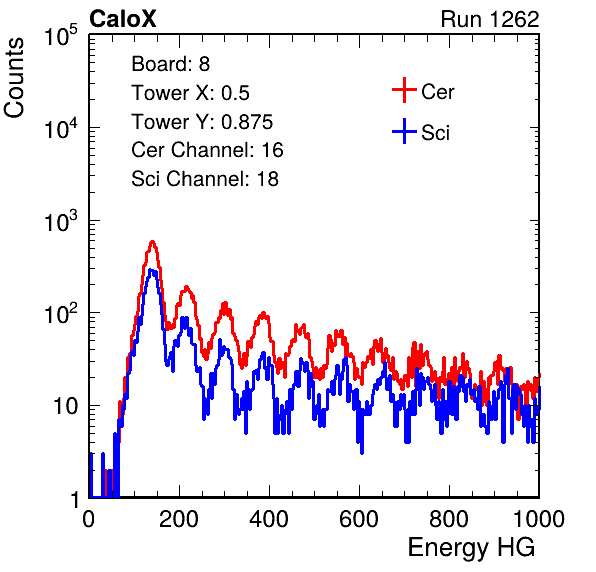 CaloX Run 1262
Counts
10^5
10^4
10^3
10^2
10
1
Board: 8
Tower X: 0.5
Tower Y: 0.875
Cer Channel: 16
Sci Channel: 18
Cer
Sci
0 200 400 600 800 1000
Energy HG